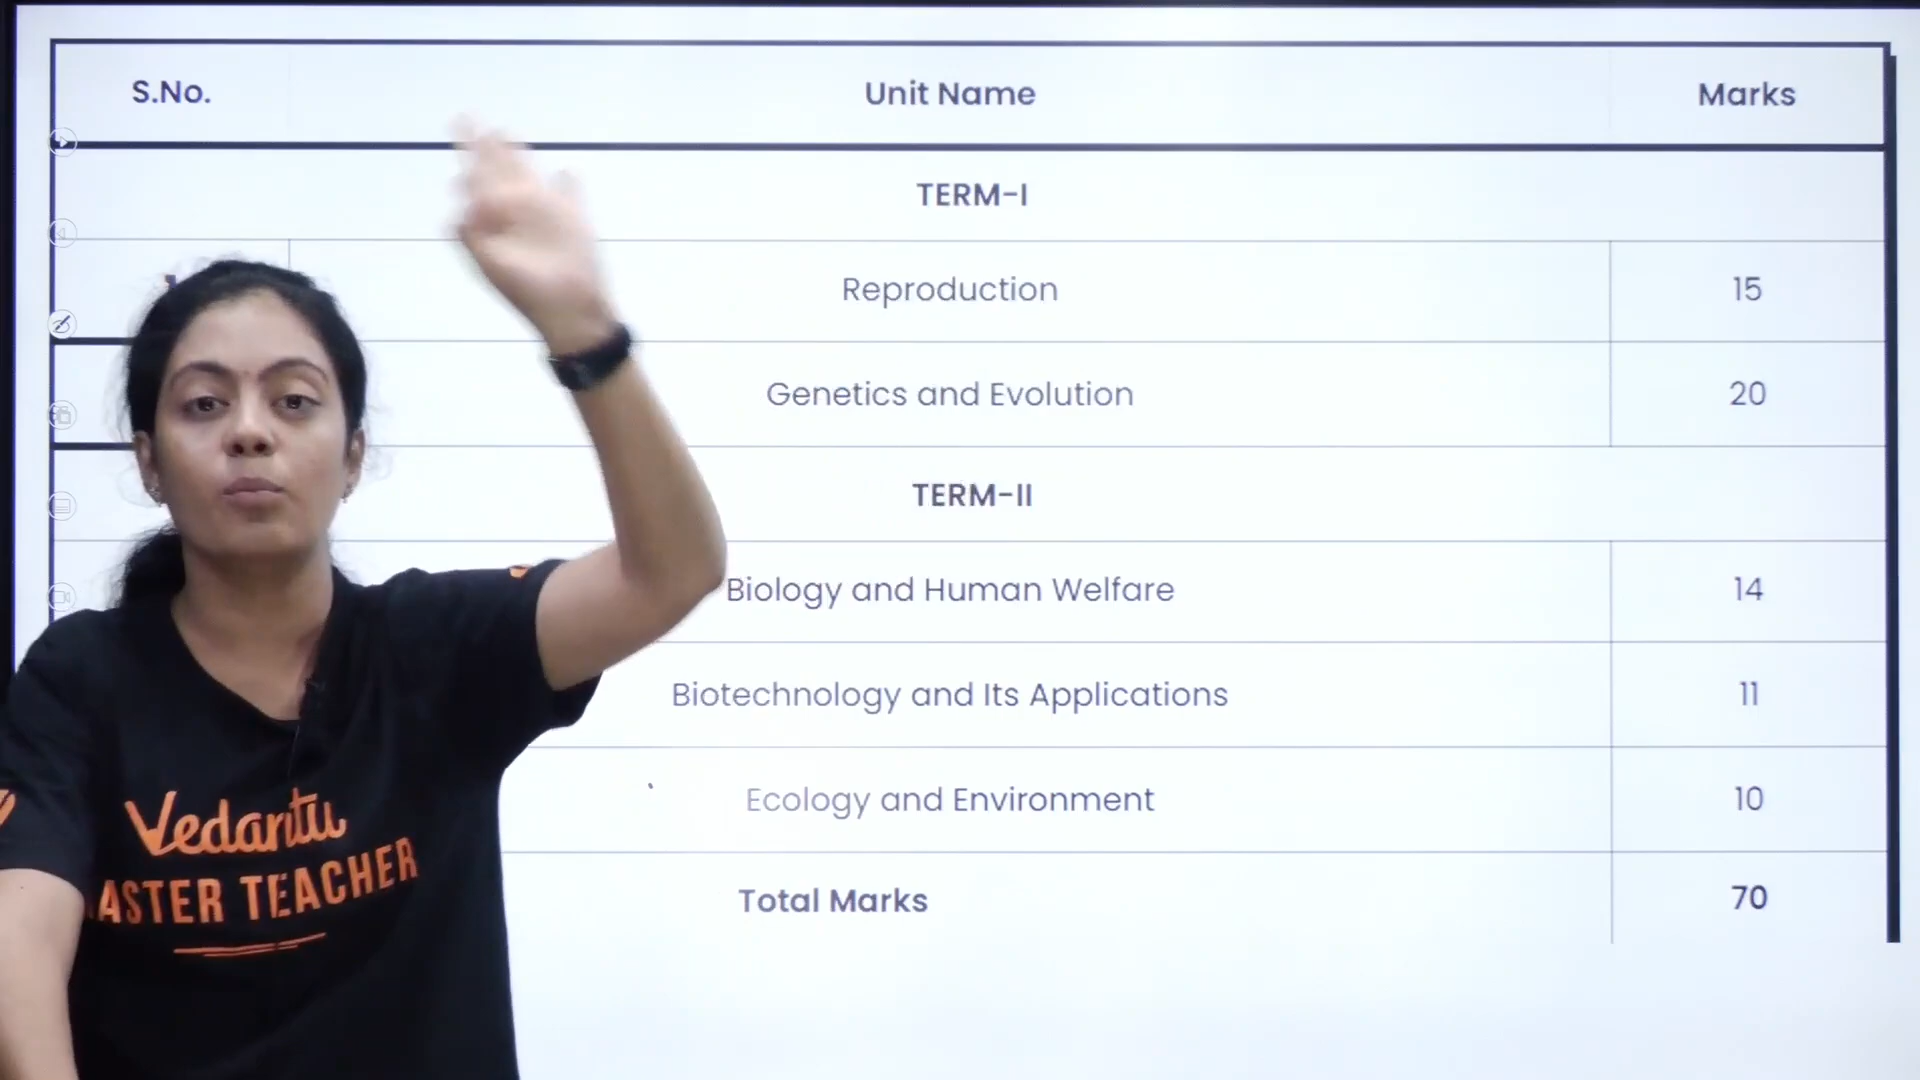 S.No. Unit Name Marks
TERM-I
Reproduction 15
Genetics and Evolution 20
TERM-II
Biology and Human Welfare 14
Biotechnology and Its Applications 11
Ecology and Environment 10
Total Marks 70
Vedantu
MASTER TEACHER